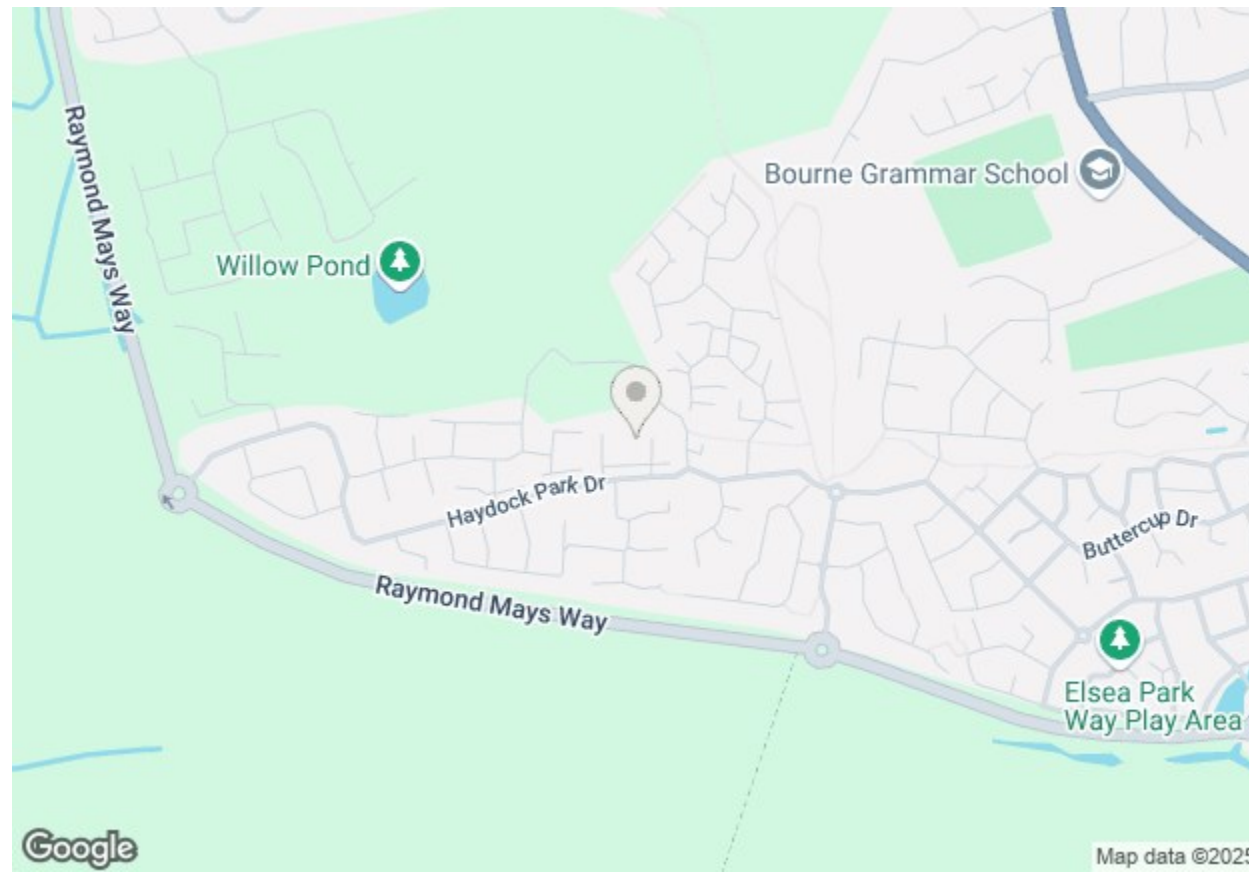 Raymond Mays Way
Bourne Grammar School
Willow Pond
Haydock Park Dr
Buttercup Dr
Raymond Mays Way
Elsea Park
Way Play Area
Google
Map data ©2025